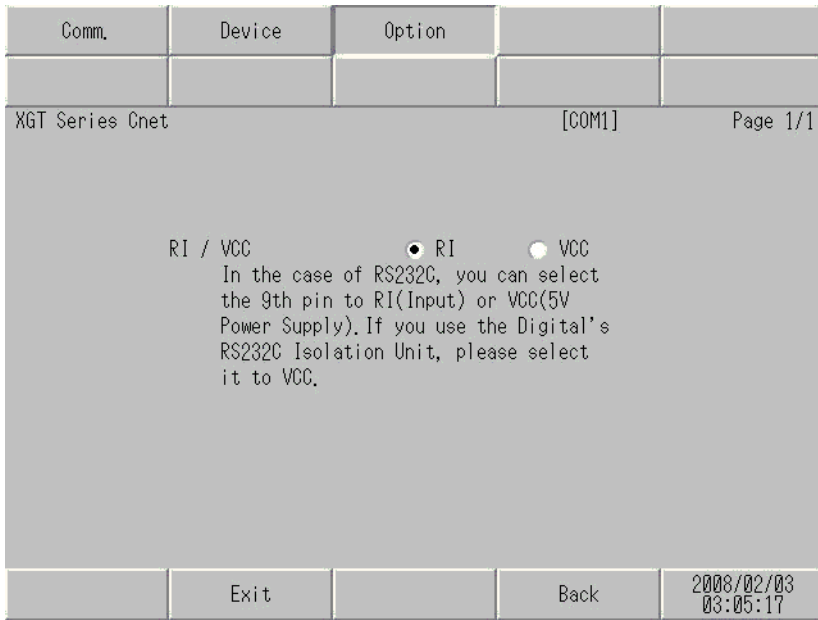 Comm. Device Option
XGT Series Cnet [COM1] Page 1/1
RI / VCC RI VCC
In the case of RS232C, you can select
the 9th pin to RI(Input) or VCC(5V
Power Supply).If you use the Digital's
RS232C Isolation Unit, please select
it to VCC.
Exit Back 2008/02/03
03:05:17